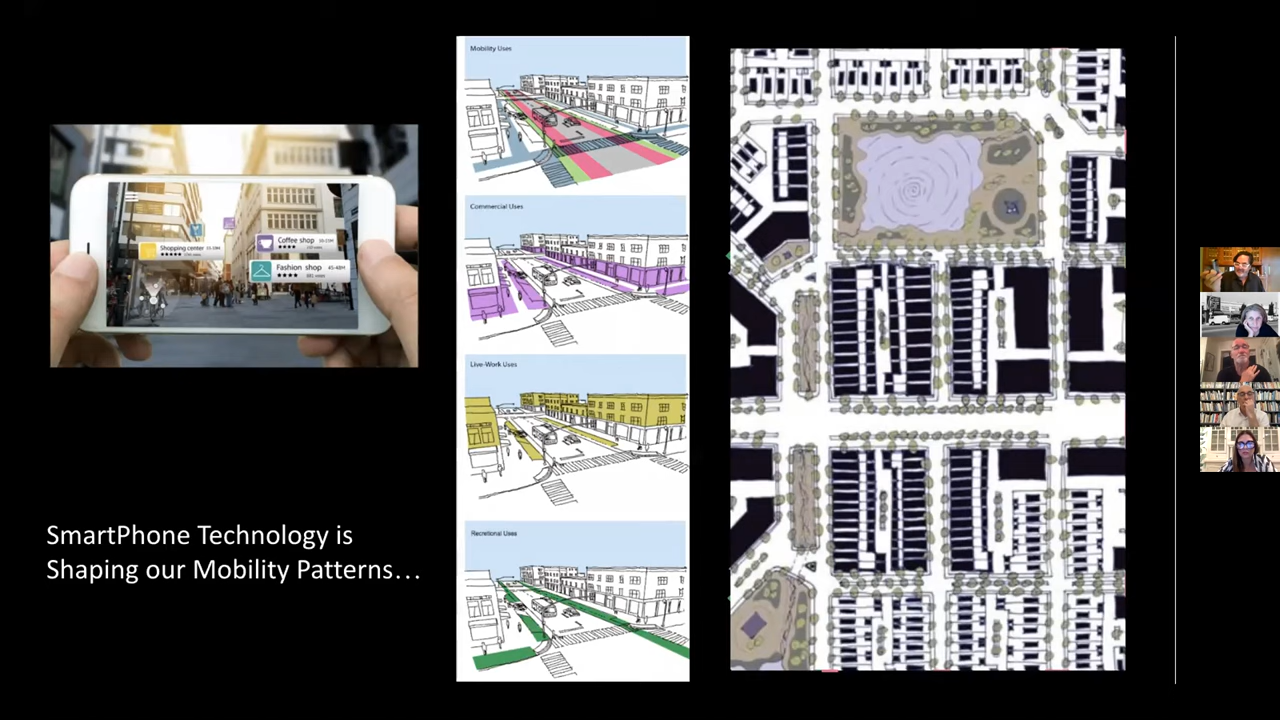 Shopping center
Coffee shop
Fashion shop
SmartPhone Technology is
Shaping our Mobility Patterns…
Mobility Uses
Commercial Uses
Live-Work Uses
Recretional Uses